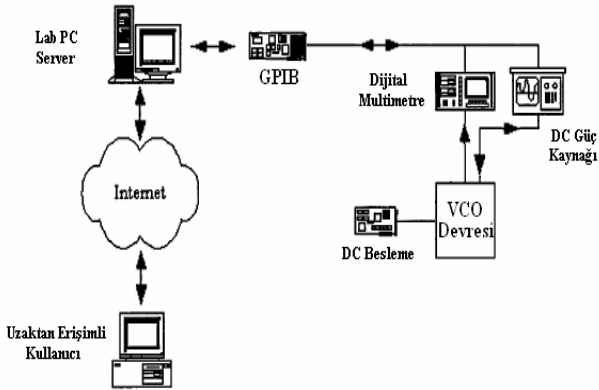 Lab PC
Server
GPIB
Dijital
Multimetre
DC Güç
Kaynağı
Internet
VCO
Devresi
DC Besleme
Uzaktan Erişimli
Kullanıcı